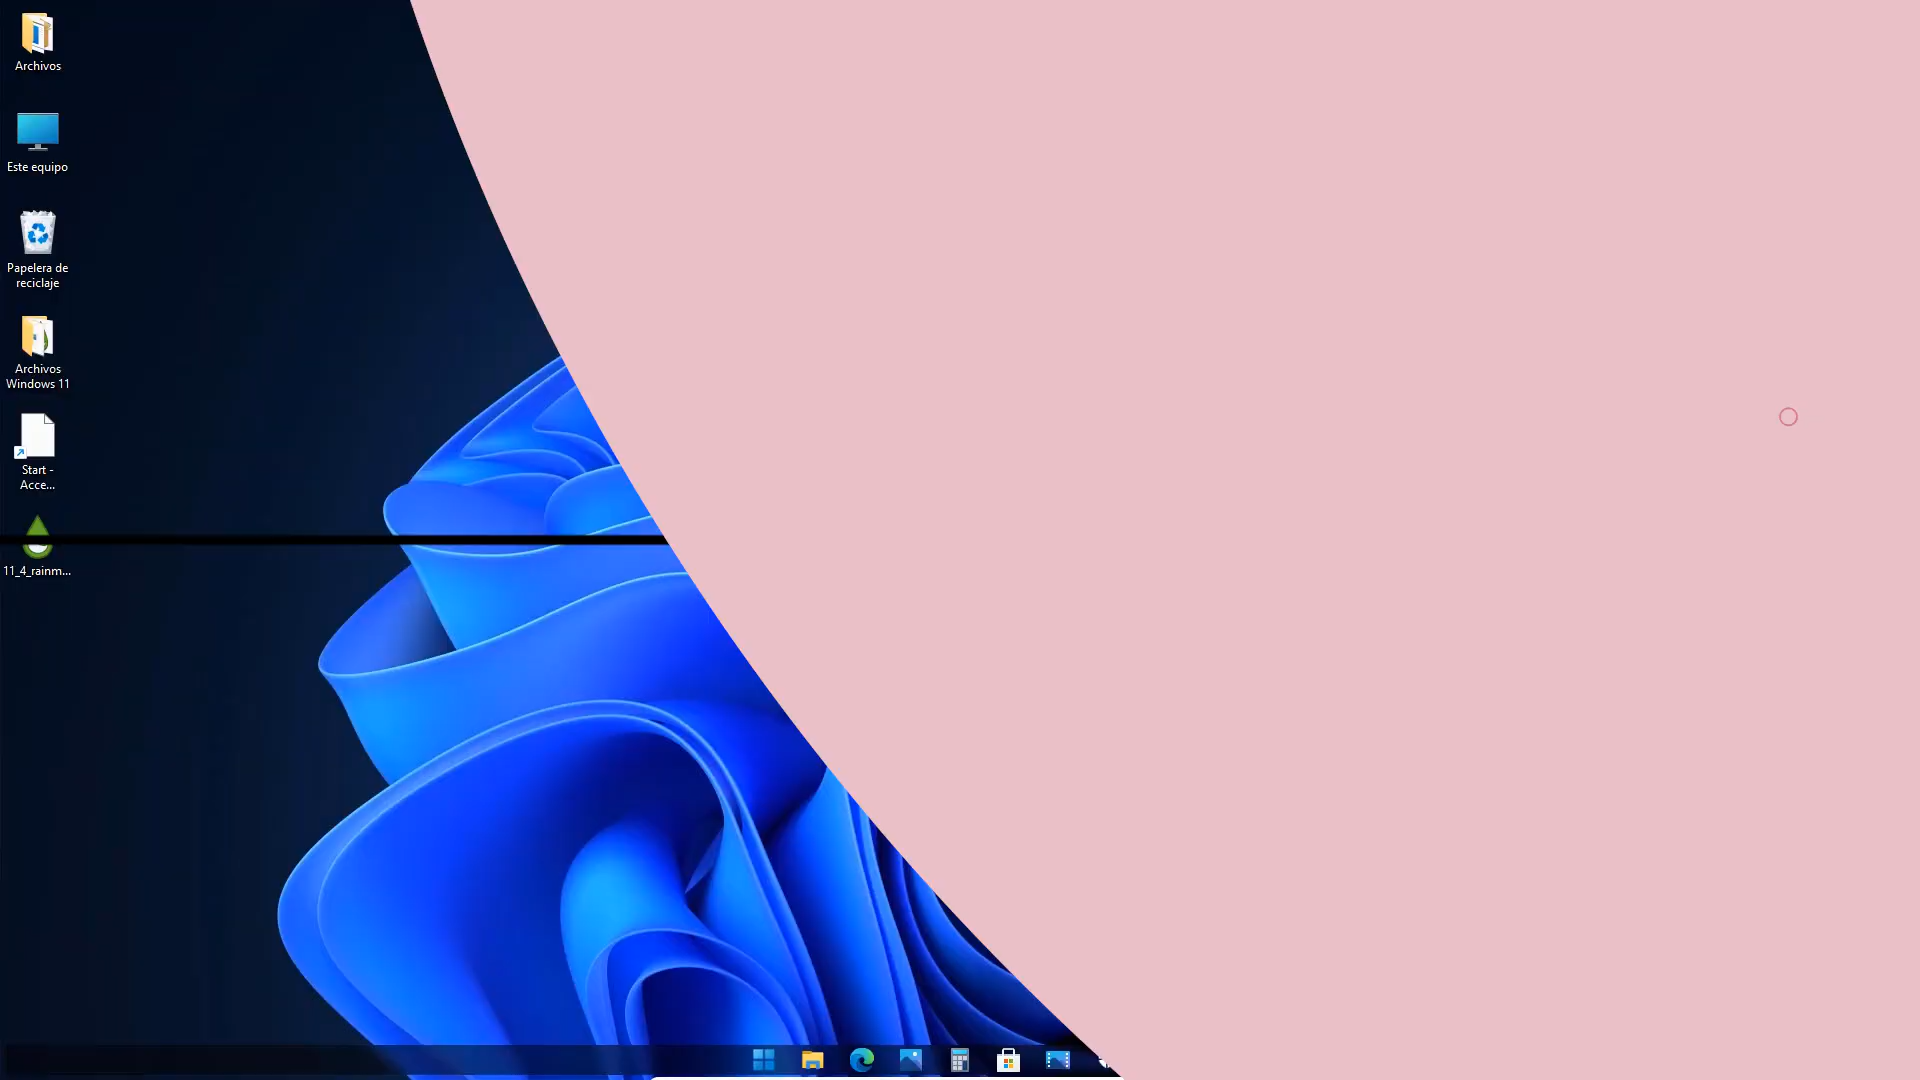 Archivos
Este equipo
Papelera de
reciclaje
Archivos
Windows 11
Start -
Acce...
11_4_rainm...